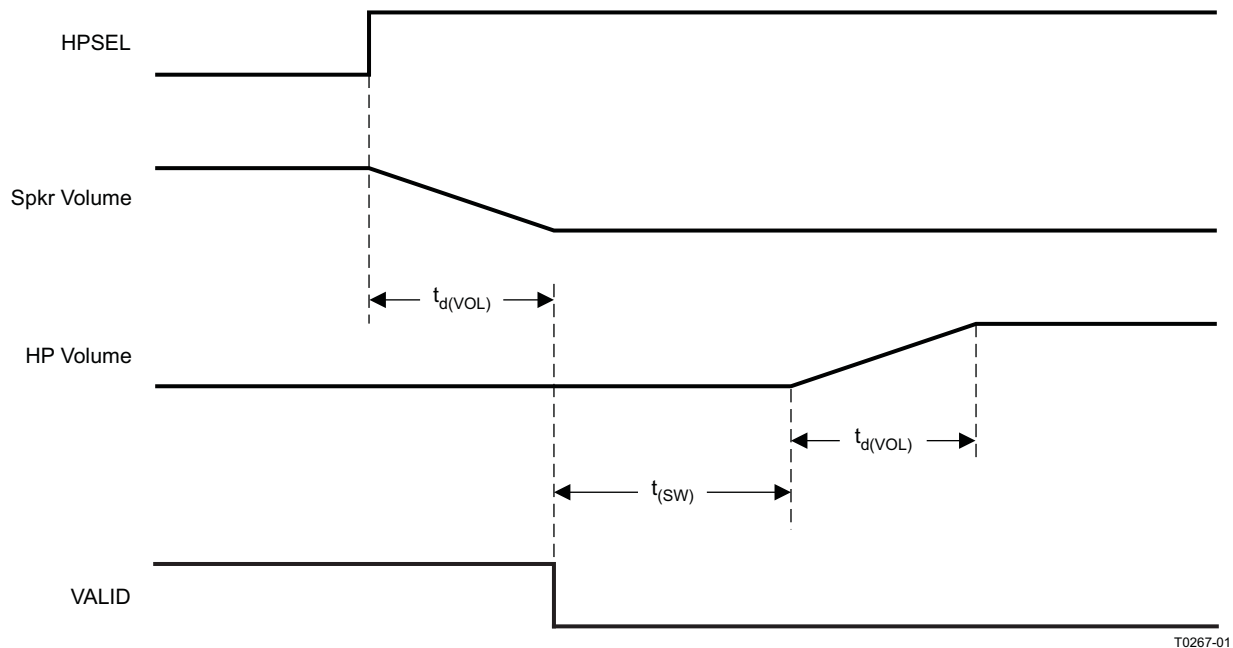 HPSEL
Spkr Volume
td(VOL)
HP Volume
td(VOL)
t(SW)
VALID
T0267-01